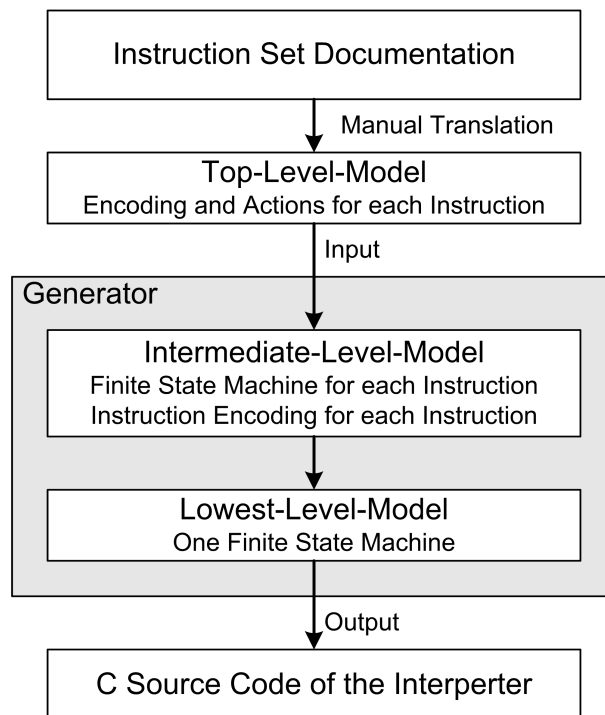 Instruction Set Documentation
Manual Translation
Top-Level-Model
Encoding and Actions for each Instruction
Input
Generator
Intermediate-Level-Model
Finite State Machine for each Instruction
Instruction Encoding for each Instruction
Lowest-Level-Model
One Finite State Machine
Output
C Source Code of the Interperter